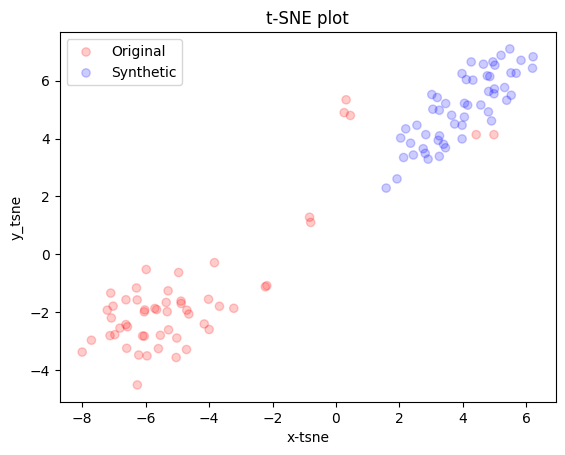 t-SNE plot
Original
Synthetic
6
4
2
0
−2
−4
y_tsne
−8 −6 −4 −2 0 2 4 6
x-tsne